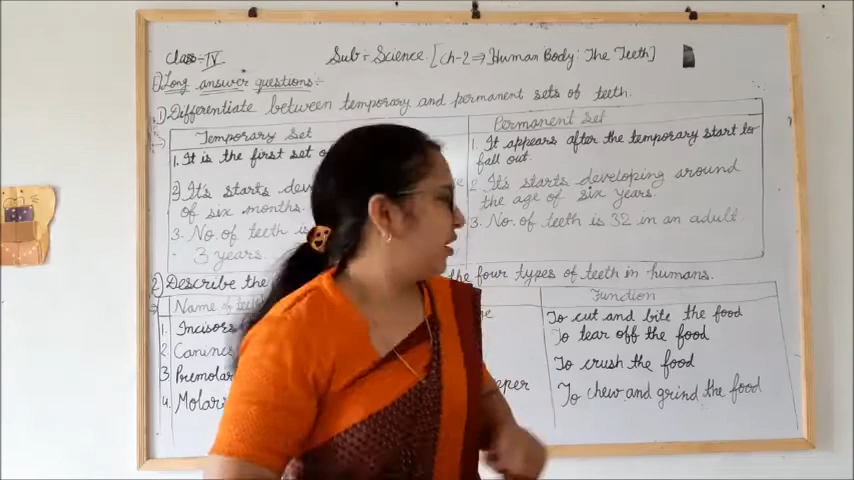 Class:- IV Sub:- Science [Ch-2 ⇒ Human Body: The Teeth]
Long answer questions :-
1) Differentiate between temporary and permanent sets of teeth.
Temporary Set Permanent Set
1. It is the first set 1. It appears after the temporary start to
fall out.
2. It's starts 2. It's starts developing around
of six months. the age of six years.
3. No. of teeth is 3. No. of teeth is 32 in an adult
3 years
2) Describe the the four types of teeth in humans.
Name of Function
1. Incisors To cut and bite the food
2. Canines To tear off the food
3. Premol To crush the food
4. Molars per To chew and grind the food